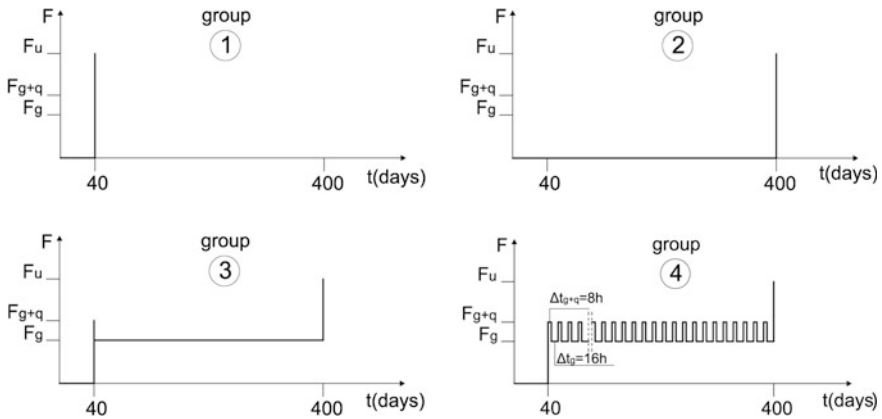 group
1
F
Fu
Fg+q
Fg
40
400
t(days)
group
2
F
Fu
Fg+q
Fg
40
400
t(days)
group
3
F
Fu
Fg+q
Fg
40
400
t(days)
group
4
F
Fu
Fg+q
Fg
Δtg+q=8h
Δtg=16h
40
400
t(days)